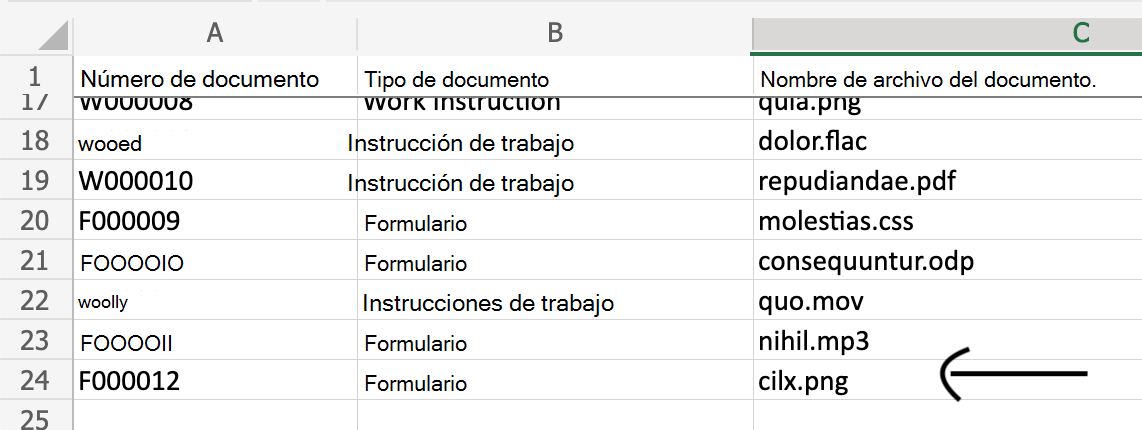 A B C
1 Número de documento Tipo de documento Nombre de archivo del documento.
17 W000008 Work Instruction quia.png
18 wooed Instrucción de trabajo dolor.flac
19 W000010 Instrucción de trabajo repudiandae.pdf
20 F000009 Formulario molestias.css
21 FOOOOIO Formulario consequuntur.odp
22 woolly Instrucciones de trabajo quo.mov
23 FOOOOII Formulario nihil.mp3
24 F000012 Formulario cilx.png
25